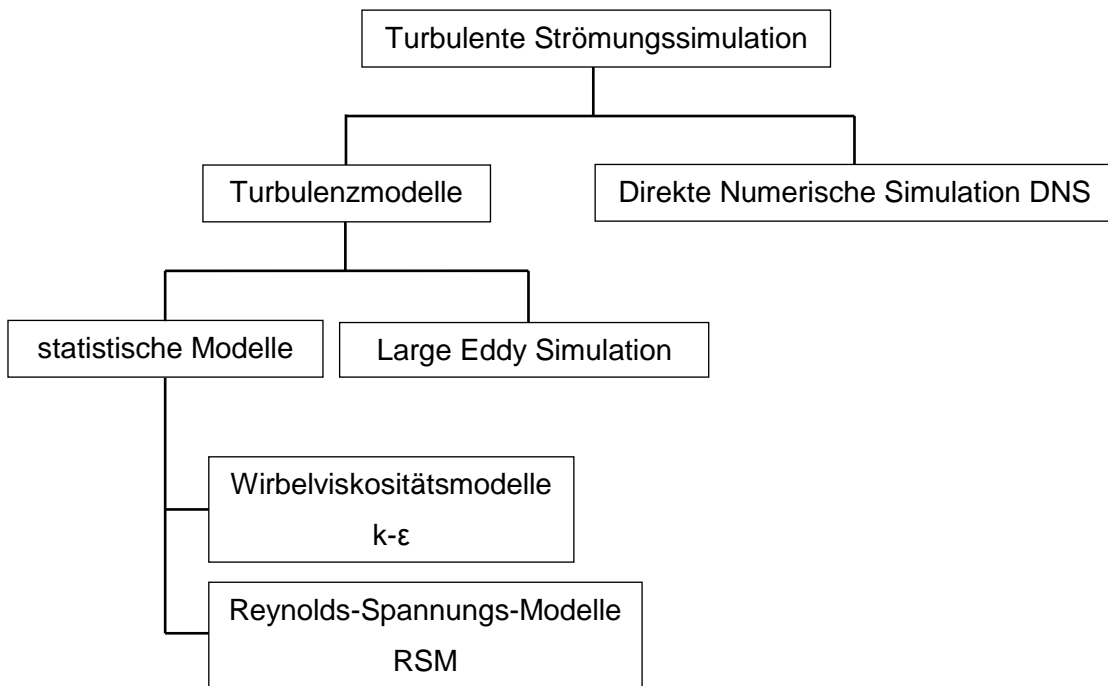 Turbulente Strömungssimulation
Turbulenzmodelle
Direkte Numerische Simulation DNS
statistische Modelle
Large Eddy Simulation
Wirbelviskositätsmodelle
k-ε
Reynolds-Spannungs-Modelle
RSM